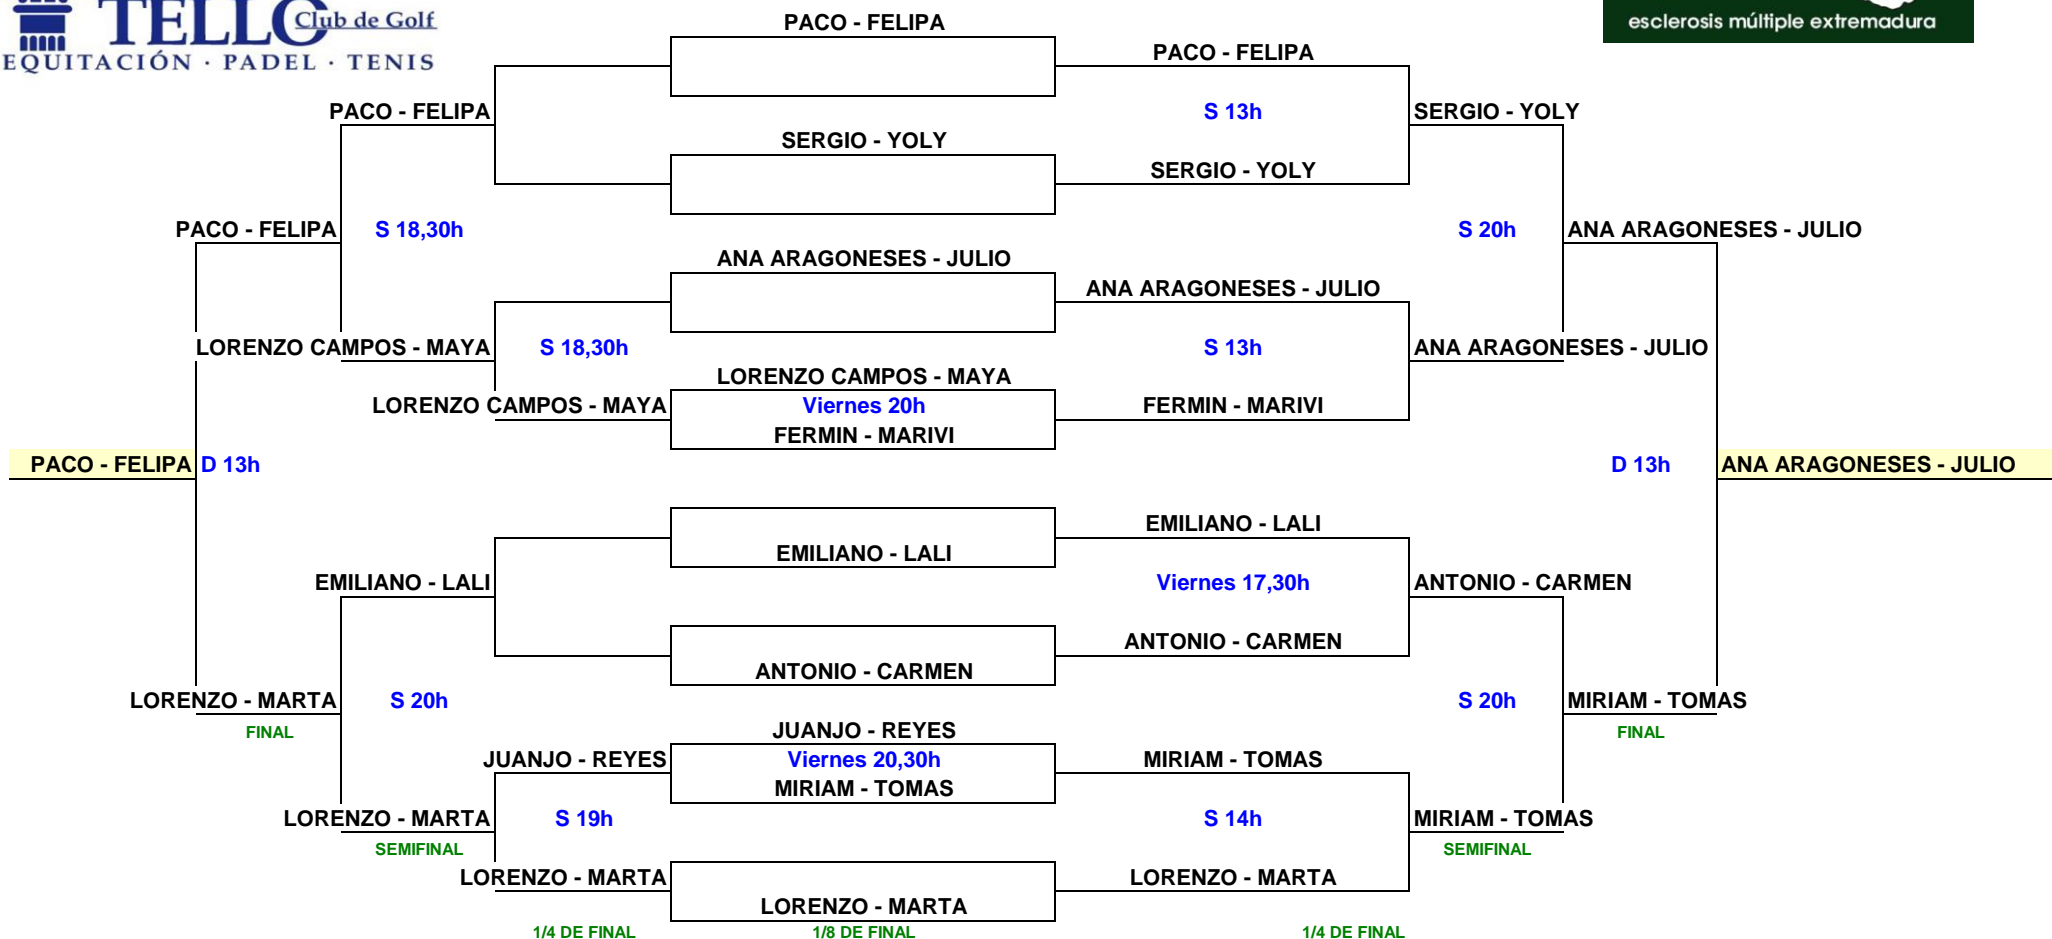 TELLO Club de Golf
EQUITACIÓN · PADEL · TENIS
esclerosis múltiple extremadura
PACO - FELIPA
PACO - FELIPA
PACO - FELIPA
S 13h
SERGIO - YOLY
SERGIO - YOLY
SERGIO - YOLY
PACO - FELIPA
S 18,30h
S 20h
ANA ARAGONESES - JULIO
ANA ARAGONESES - JULIO
ANA ARAGONESES - JULIO
LORENZO CAMPOS - MAYA
S 18,30h
S 13h
ANA ARAGONESES - JULIO
LORENZO CAMPOS - MAYA
LORENZO CAMPOS - MAYA
Viernes 20h
FERMIN - MARIVI
FERMIN - MARIVI
PACO - FELIPA
D 13h
D 13h
ANA ARAGONESES - JULIO
EMILIANO - LALI
EMILIANO - LALI
EMILIANO - LALI
Viernes 17,30h
ANTONIO - CARMEN
ANTONIO - CARMEN
ANTONIO - CARMEN
LORENZO - MARTA
S 20h
S 20h
MIRIAM - TOMAS
FINAL
JUANJO - REYES
FINAL
JUANJO - REYES
Viernes 20,30h
MIRIAM - TOMAS
MIRIAM - TOMAS
LORENZO - MARTA
S 19h
S 14h
MIRIAM - TOMAS
SEMIFINAL
SEMIFINAL
LORENZO - MARTA
LORENZO - MARTA
LORENZO - MARTA
1/4 DE FINAL
1/8 DE FINAL
1/4 DE FINAL